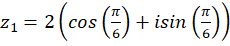 z₁ = 2(cos(π/6) + isin(π/6))